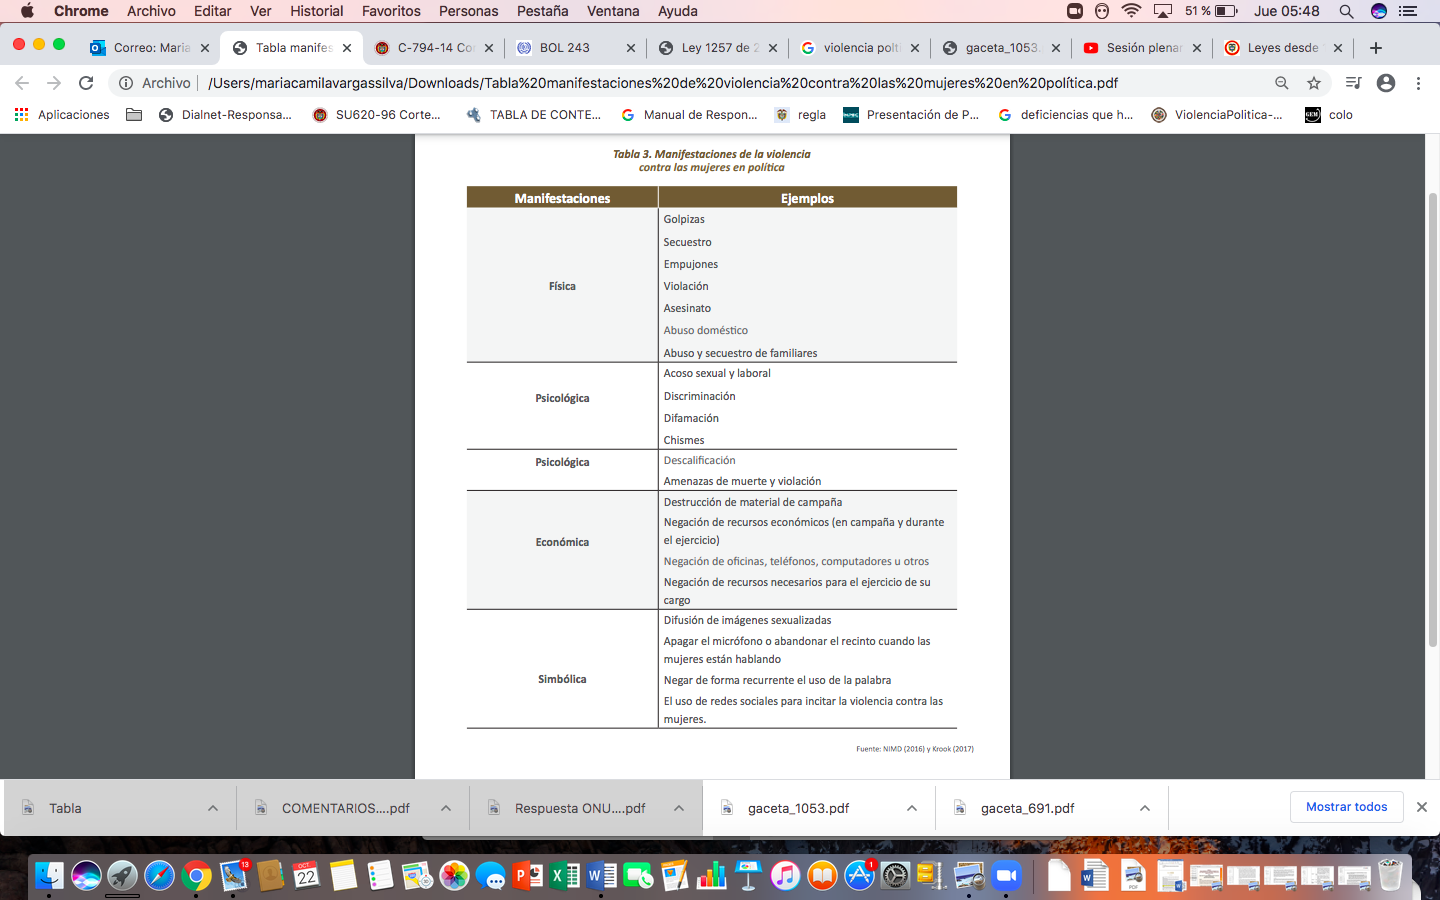 Chrome Archivo Editar Ver Historial Favoritos Personas Pestaña Ventana Ayuda 51 % Jue 05:48
Correo: Maria Tabla manifes C-794-14 Co BOL 243 Ley 1257 de 2 violencia polí gaceta_1053. Sesión plenar Leyes desde
Archivo /Users/mariacamilavargassilva/Downloads/Tabla%20manifestaciones%20de%20violencia%20contra%20las%20mujeres%20en%20política.pdf
Aplicaciones Dialnet-Responsa... SU620-96 Corte... TABLA DE CONTE... Manual de Respon... regla Presentación de P... deficiencias que h... ViolenciaPolitica-... colo
Tabla 3. Manifestaciones de la violencia
contra las mujeres en política
Manifestaciones Ejemplos
Física
Golpizas
Secuestro
Empujones
Violación
Asesinato
Abuso doméstico
Abuso y secuestro de familiares
Psicológica
Acoso sexual y laboral
Discriminación
Difamación
Chismes
Psicológica
Descalificación
Amenazas de muerte y violación
Económica
Destrucción de material de campaña
Negación de recursos económicos (en campaña y durante
el ejercicio)
Negación de oficinas, teléfonos, computadores u otros
Negación de recursos necesarios para el ejercicio de su
cargo
Simbólica
Difusión de imágenes sexualizadas
Apagar el micrófono o abandonar el recinto cuando las
mujeres están hablando
Negar de forma recurrente el uso de la palabra
El uso de redes sociales para incitar la violencia contra las
mujeres.
Fuente: NIMD (2016) y Krook (2017)
Tabla COMENTARIOS....pdf Respuesta ONU....pdf gaceta_1053.pdf gaceta_691.pdf Mostrar todos
13
OCT
22
1
PDF